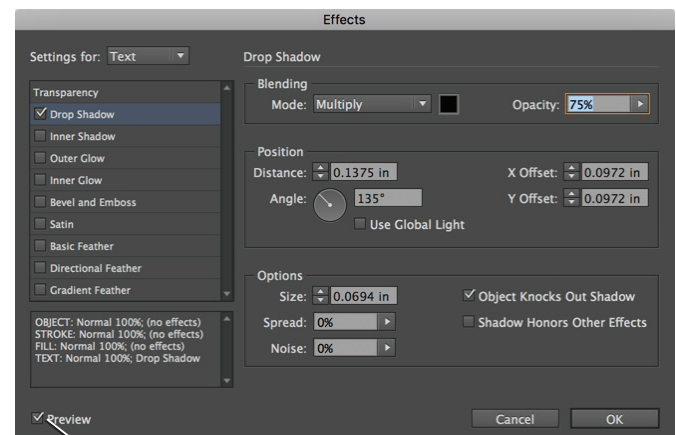 Effects
Settings for: Text
Transparency
Drop Shadow
Inner Shadow
Outer Glow
Inner Glow
Bevel and Emboss
Satin
Basic Feather
Directional Feather
Gradient Feather
OBJECT: Normal 100%; (no effects)
STROKE: Normal 100%; (no effects)
FILL: Normal 100%; (no effects)
TEXT: Normal 100%; Drop Shadow
Preview
Drop Shadow
Blending
Mode: Multiply Opacity: 75%
Position
Distance: 0.1375 in X Offset: 0.0972 in
Angle: 135° Y Offset: 0.0972 in
Use Global Light
Options
Size: 0.0694 in Object Knocks Out Shadow
Spread: 0% Shadow Honors Other Effects
Noise: 0%
Cancel OK